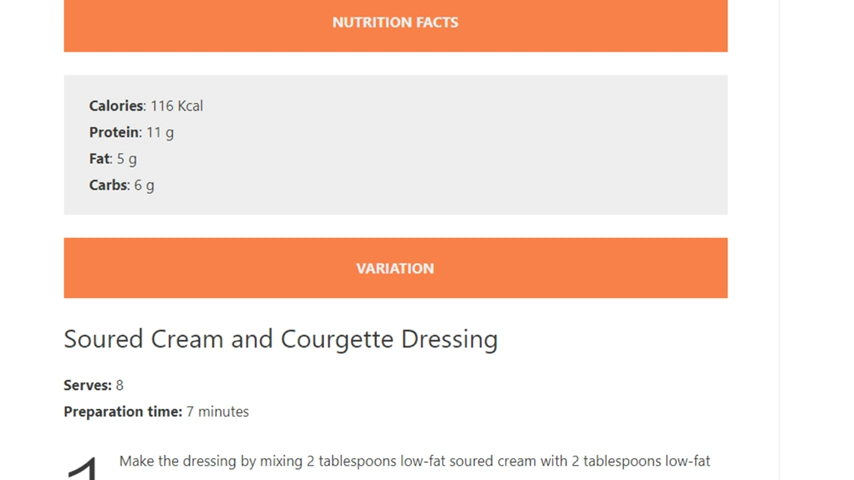 NUTRITION FACTS
Calories: 116 Kcal
Protein: 11 g
Fat: 5 g
Carbs: 6 g
VARIATION
Soured Cream and Courgette Dressing
Serves: 8
Preparation time: 7 minutes
1 Make the dressing by mixing 2 tablespoons low-fat soured cream with 2 tablespoons low-fat